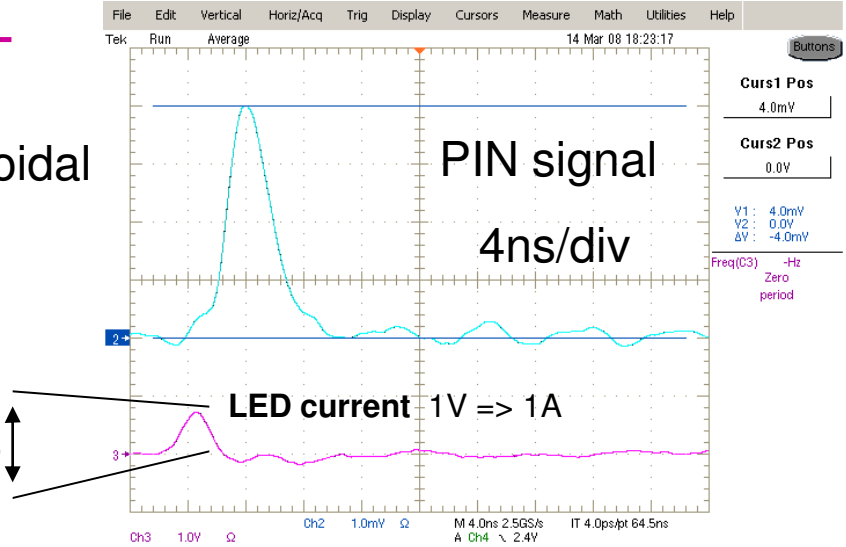 File Edit Vertical Horiz/Acq Trig Display Cursors Measure Math Utilities Help
Tek Run Average 14 Mar 08 18:23:17
Buttons
Curs1 Pos
4.0mV
Curs2 Pos
0.0V
V1 : 4.0mV
V2 : 0.0V
ΔV : -4.0mV
Freq(C3) -Hz
Zero
period
oidal
PIN signal
4ns/div
2
LED current 1V => 1A
3
Ch2 1.0mV Ω M 4.0ns 2.5GS/s IT 4.0ps/pt 64.5ns
Ch3 1.0V Ω A Ch4 \ 2.4V